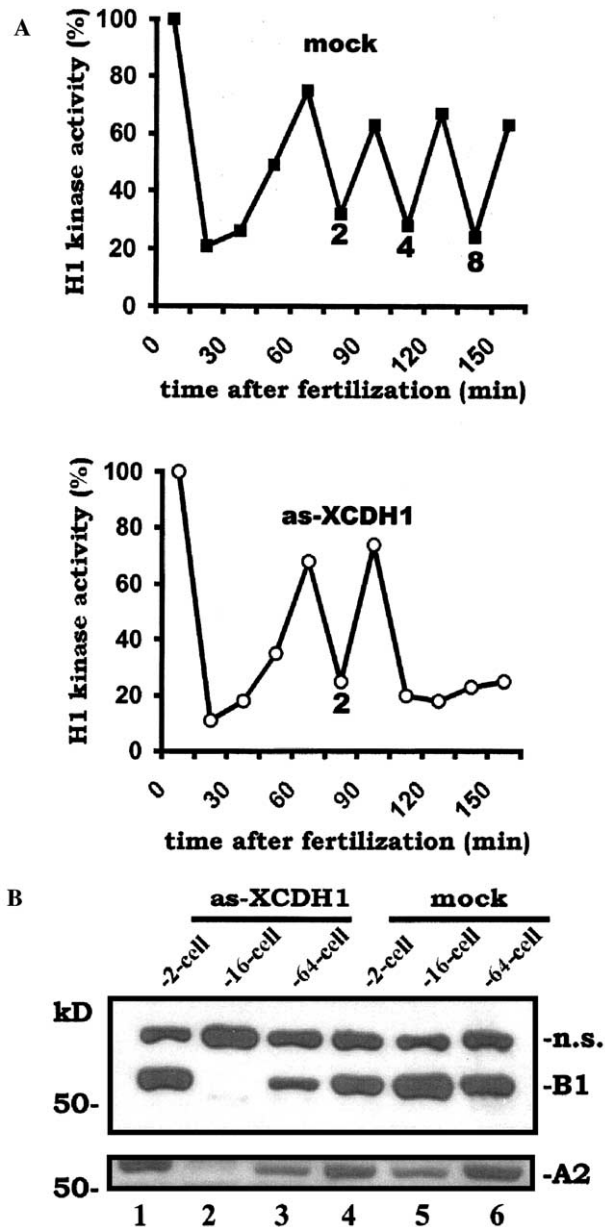 A
H1 kinase activity (%)
100
80
60
40
20
0
mock
2
4
8
0
30
60
90
120
150
time after fertilization (min)
H1 kinase activity (%)
100
80
60
40
20
0
as-XCDH1
2
0
30
60
90
120
150
time after fertilization (min)
B
as-XCDH1 mock
-2-cell -16-cell -64-cell -2-cell -16-cell -64-cell
kD
-n.s.
-B1
50-
-A2
50-
1 2 3 4 5 6